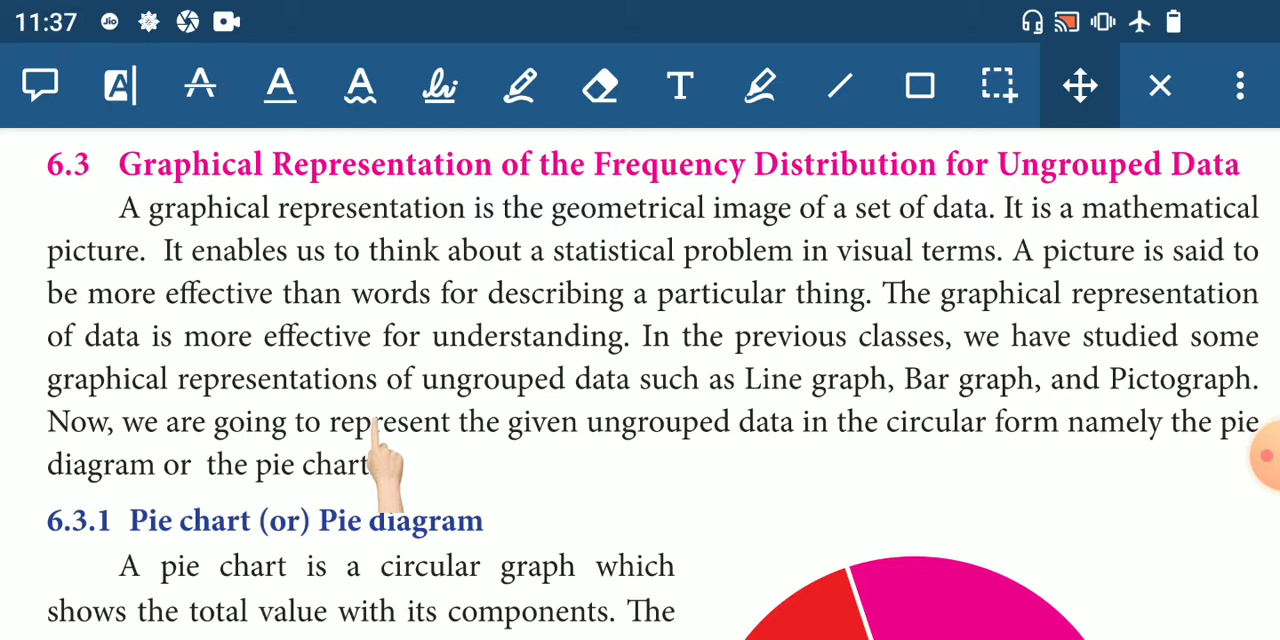 11:37
Jio
6.3 Graphical Representation of the Frequency Distribution for Ungrouped Data
A graphical representation is the geometrical image of a set of data. It is a mathematical
picture. It enables us to think about a statistical problem in visual terms. A picture is said to
be more effective than words for describing a particular thing. The graphical representation
of data is more effective for understanding. In the previous classes, we have studied some
graphical representations of ungrouped data such as Line graph, Bar graph, and Pictograph.
Now, we are going to represent the given ungrouped data in the circular form namely the pie
diagram or the pie chart
6.3.1 Pie chart (or) Pie diagram
A pie chart is a circular graph which
shows the total value with its components. The